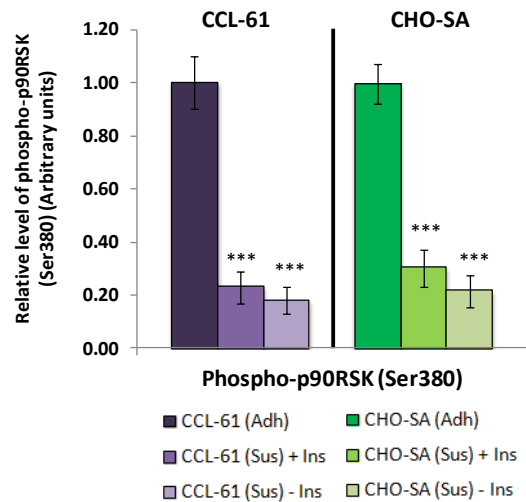 CCL-61 CHO-SA
Relative level of phospho-p90RSK
(Ser380) (Arbitrary units)
1.20
1.00
0.80
0.60
0.40
0.20
0.00
*** *** *** ***
Phospho-p90RSK (Ser380)
CCL-61 (Adh) CHO-SA (Adh)
CCL-61 (Sus) + Ins CHO-SA (Sus) + Ins
CCL-61 (Sus) - Ins CHO-SA (Sus) - Ins